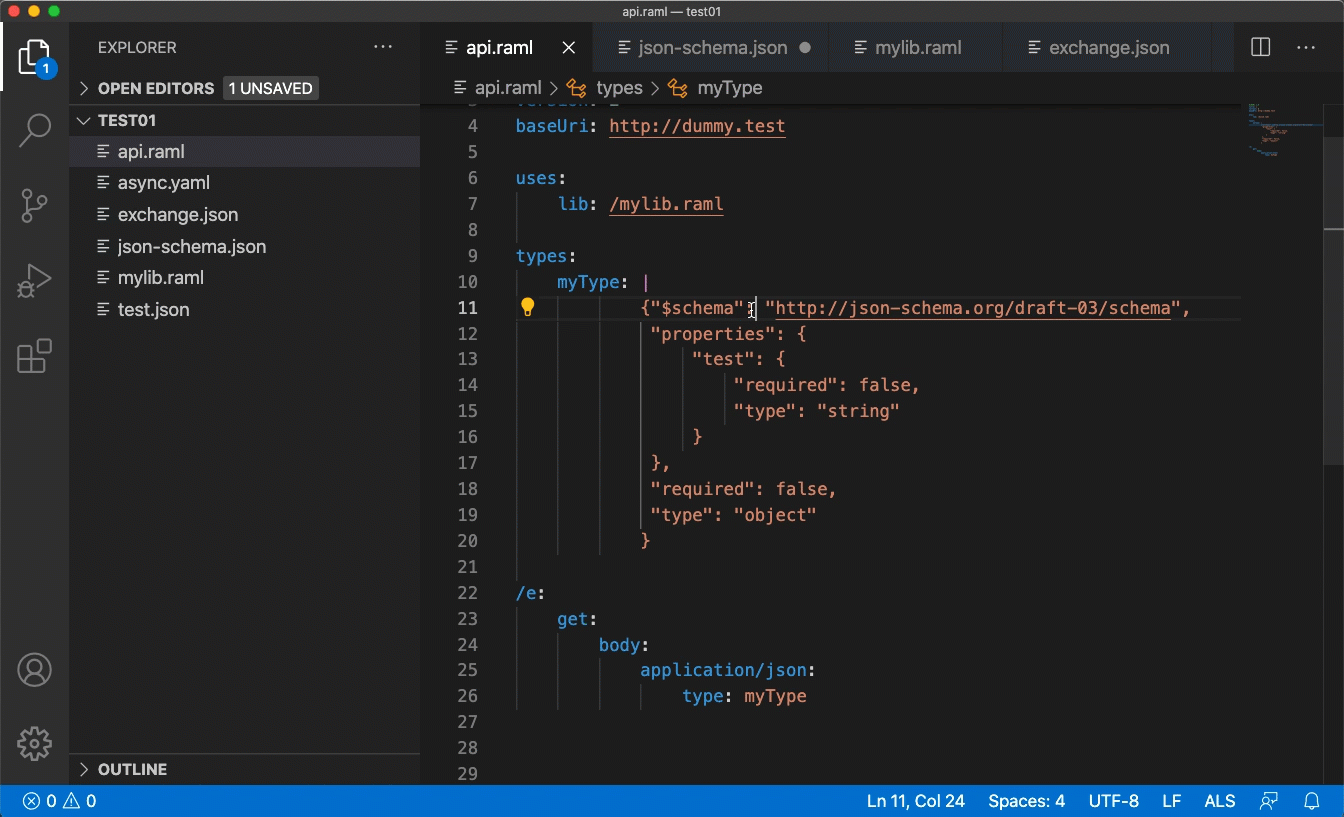 api.raml — test01
EXPLORER
api.raml
json-schema.json
mylib.raml
exchange.json
1
OPEN EDITORS 1 UNSAVED
TEST01
api.raml
async.yaml
exchange.json
json-schema.json
mylib.raml
test.json
OUTLINE
api.raml > types > myType
4 baseUri: http://dummy.test
5
6 uses:
7 lib: /mylib.raml
8
9 types:
10 myType: |
11 {"$schema": "http://json-schema.org/draft-03/schema",
12 "properties": {
13 "test": {
14 "required": false,
15 "type": "string"
16 }
17 },
18 "required": false,
19 "type": "object"
20 }
21
22 /e:
23 get:
24 body:
25 application/json:
26 type: myType
27
28
29
0 0 Ln 11, Col 24 Spaces: 4 UTF-8 LF ALS